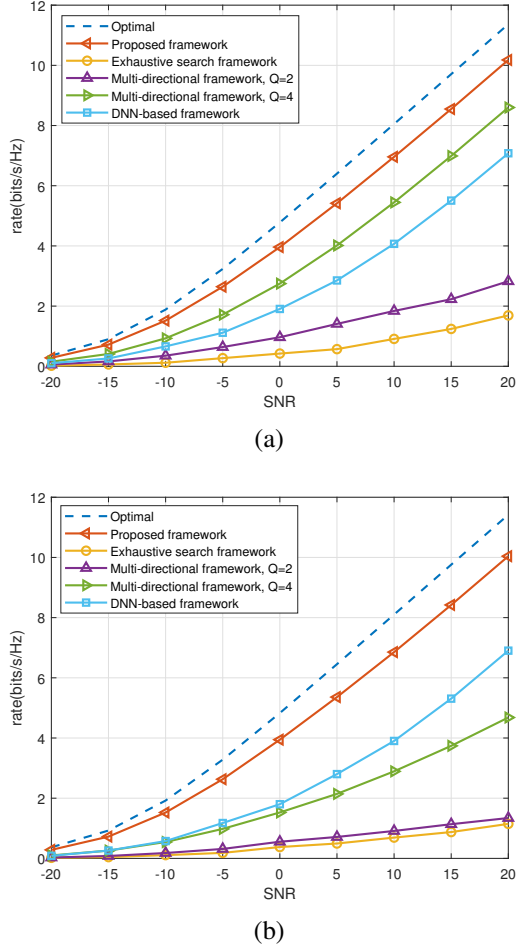 12
10
8
6
4
2
0
rate(bits/s/Hz)
Optimal
Proposed framework
Exhaustive search framework
Multi-directional framework, Q=2
Multi-directional framework, Q=4
DNN-based framework
-20 -15 -10 -5 0 5 10 15 20
SNR
(a)
12
10
8
6
4
2
0
rate(bits/s/Hz)
Optimal
Proposed framework
Exhaustive search framework
Multi-directional framework, Q=2
Multi-directional framework, Q=4
DNN-based framework
-20 -15 -10 -5 0 5 10 15 20
SNR
(b)